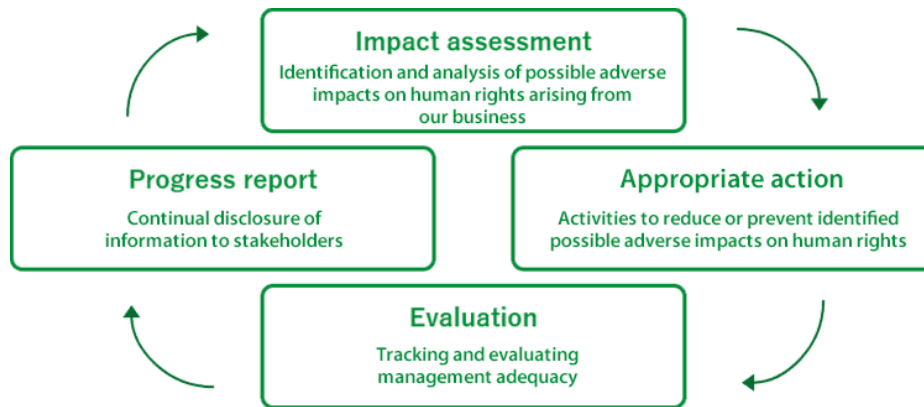 Impact assessment
Identification and analysis of possible adverse
impacts on human rights arising from
our business
Progress report
Continual disclosure of
information to stakeholders
Appropriate action
Activities to reduce or prevent identified
possible adverse impacts on human rights
Evaluation
Tracking and evaluating
management adequacy